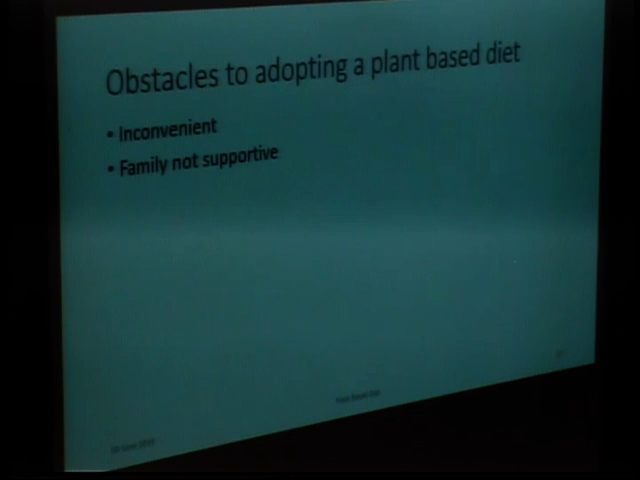 Obstacles to adopting a plant based diet
• Inconvenient
• Family not supportive